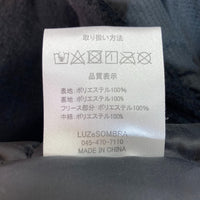 取り扱い方法
品質表示
表地：ポリエステル100%
裏地：ポリエステル100%
フリース部分：ポリエステル100%
中綿：ポリエステル100%
LUZeSOMBRA
045-470-7110
MADE IN CHINA